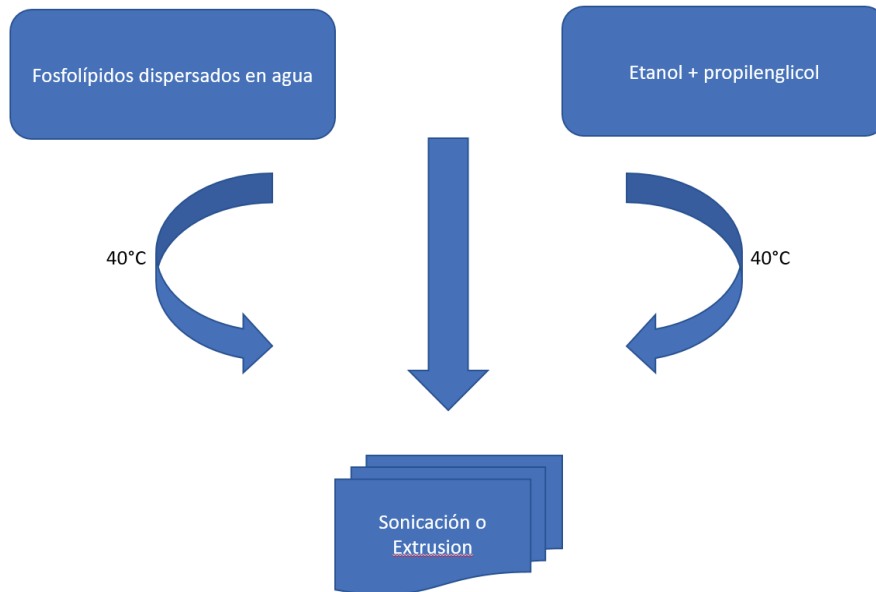 Fosfolípidos dispersados en agua
Etanol + propilenglicol
40°C
40°C
Sonicación o
Extrusion